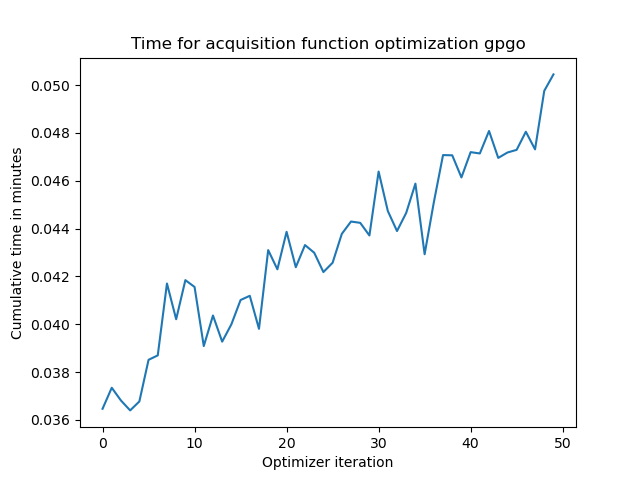 Time for acquisition function optimization gpgo
Cumulative time in minutes
0.050
0.048
0.046
0.044
0.042
0.040
0.038
0.036
0 10 20 30 40 50
Optimizer iteration